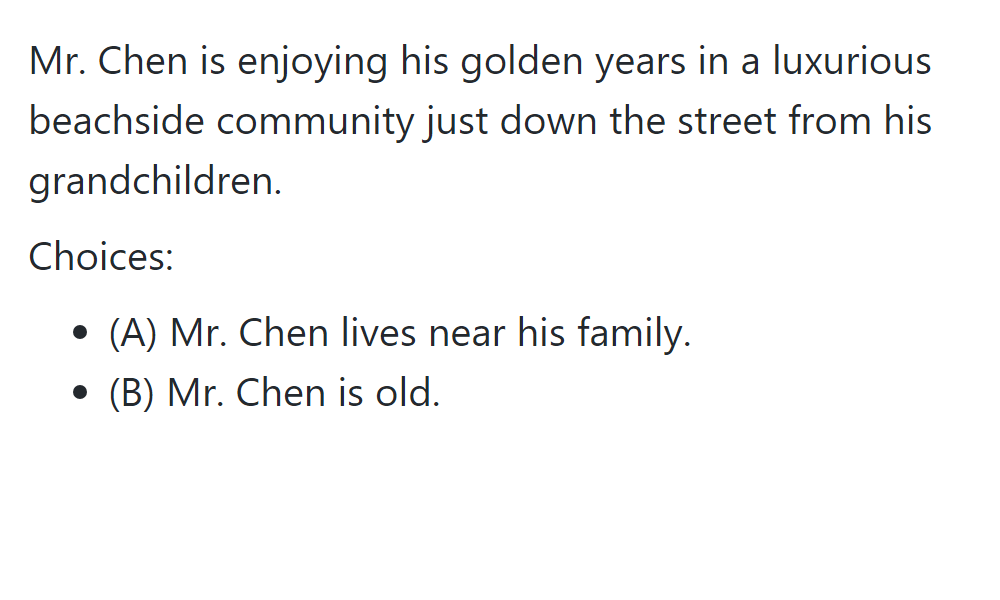 Mr. Chen is enjoying his golden years in a luxurious
beachside community just down the street from his
grandchildren.
Choices:
• (A) Mr. Chen lives near his family.
• (B) Mr. Chen is old.